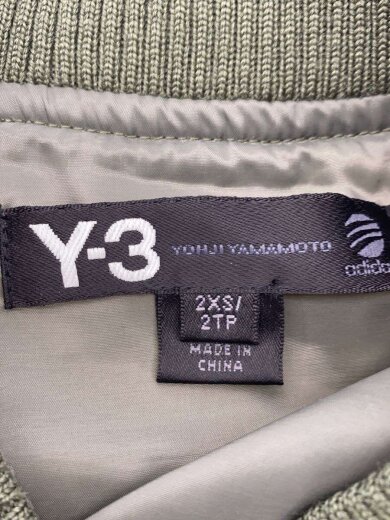 Y-3 YOHJI YAMAMOTO adidas
2XS/
2TP
MADE IN
CHINA